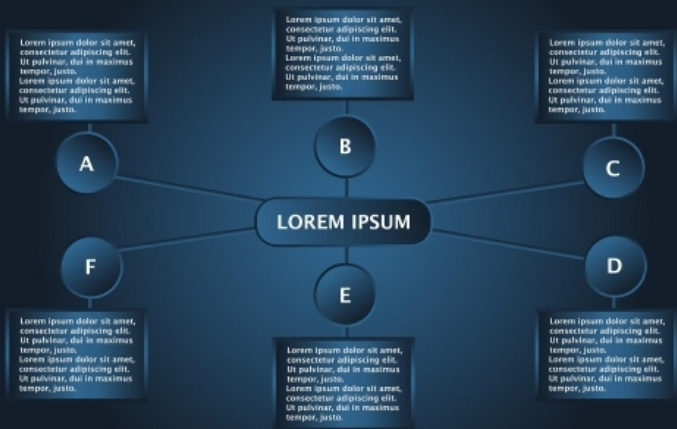 Lorem ipsum dolor sit amet,
consectetur adipiscing elit.
Ut pulvinar, dui in maximus
tempor, justo.
Lorem ipsum dolor sit amet,
consectetur adipiscing elit.
Ut pulvinar, dui in maximus
tempor, justo.
A
Lorem ipsum dolor sit amet,
consectetur adipiscing elit.
Ut pulvinar, dui in maximus
tempor, justo.
Lorem ipsum dolor sit amet,
consectetur adipiscing elit.
Ut pulvinar, dui in maximus
tempor, justo.
B
Lorem ipsum dolor sit amet,
consectetur adipiscing elit.
Ut pulvinar, dui in maximus
tempor, justo.
Lorem ipsum dolor sit amet,
consectetur adipiscing elit.
Ut pulvinar, dui in maximus
tempor, justo.
C
LOREM IPSUM
F
Lorem ipsum dolor sit amet,
consectetur adipiscing elit.
Ut pulvinar, dui in maximus
tempor, justo.
Lorem ipsum dolor sit amet,
consectetur adipiscing elit.
Ut pulvinar, dui in maximus
tempor, justo.
E
Lorem ipsum dolor sit amet,
consectetur adipiscing elit.
Ut pulvinar, dui in maximus
tempor, justo.
Lorem ipsum dolor sit amet,
consectetur adipiscing elit.
Ut pulvinar, dui in maximus
tempor, justo.
D
Lorem ipsum dolor sit amet,
consectetur adipiscing elit.
Ut pulvinar, dui in maximus
tempor, justo.
Lorem ipsum dolor sit amet,
consectetur adipiscing elit.
Ut pulvinar, dui in maximus
tempor, justo.